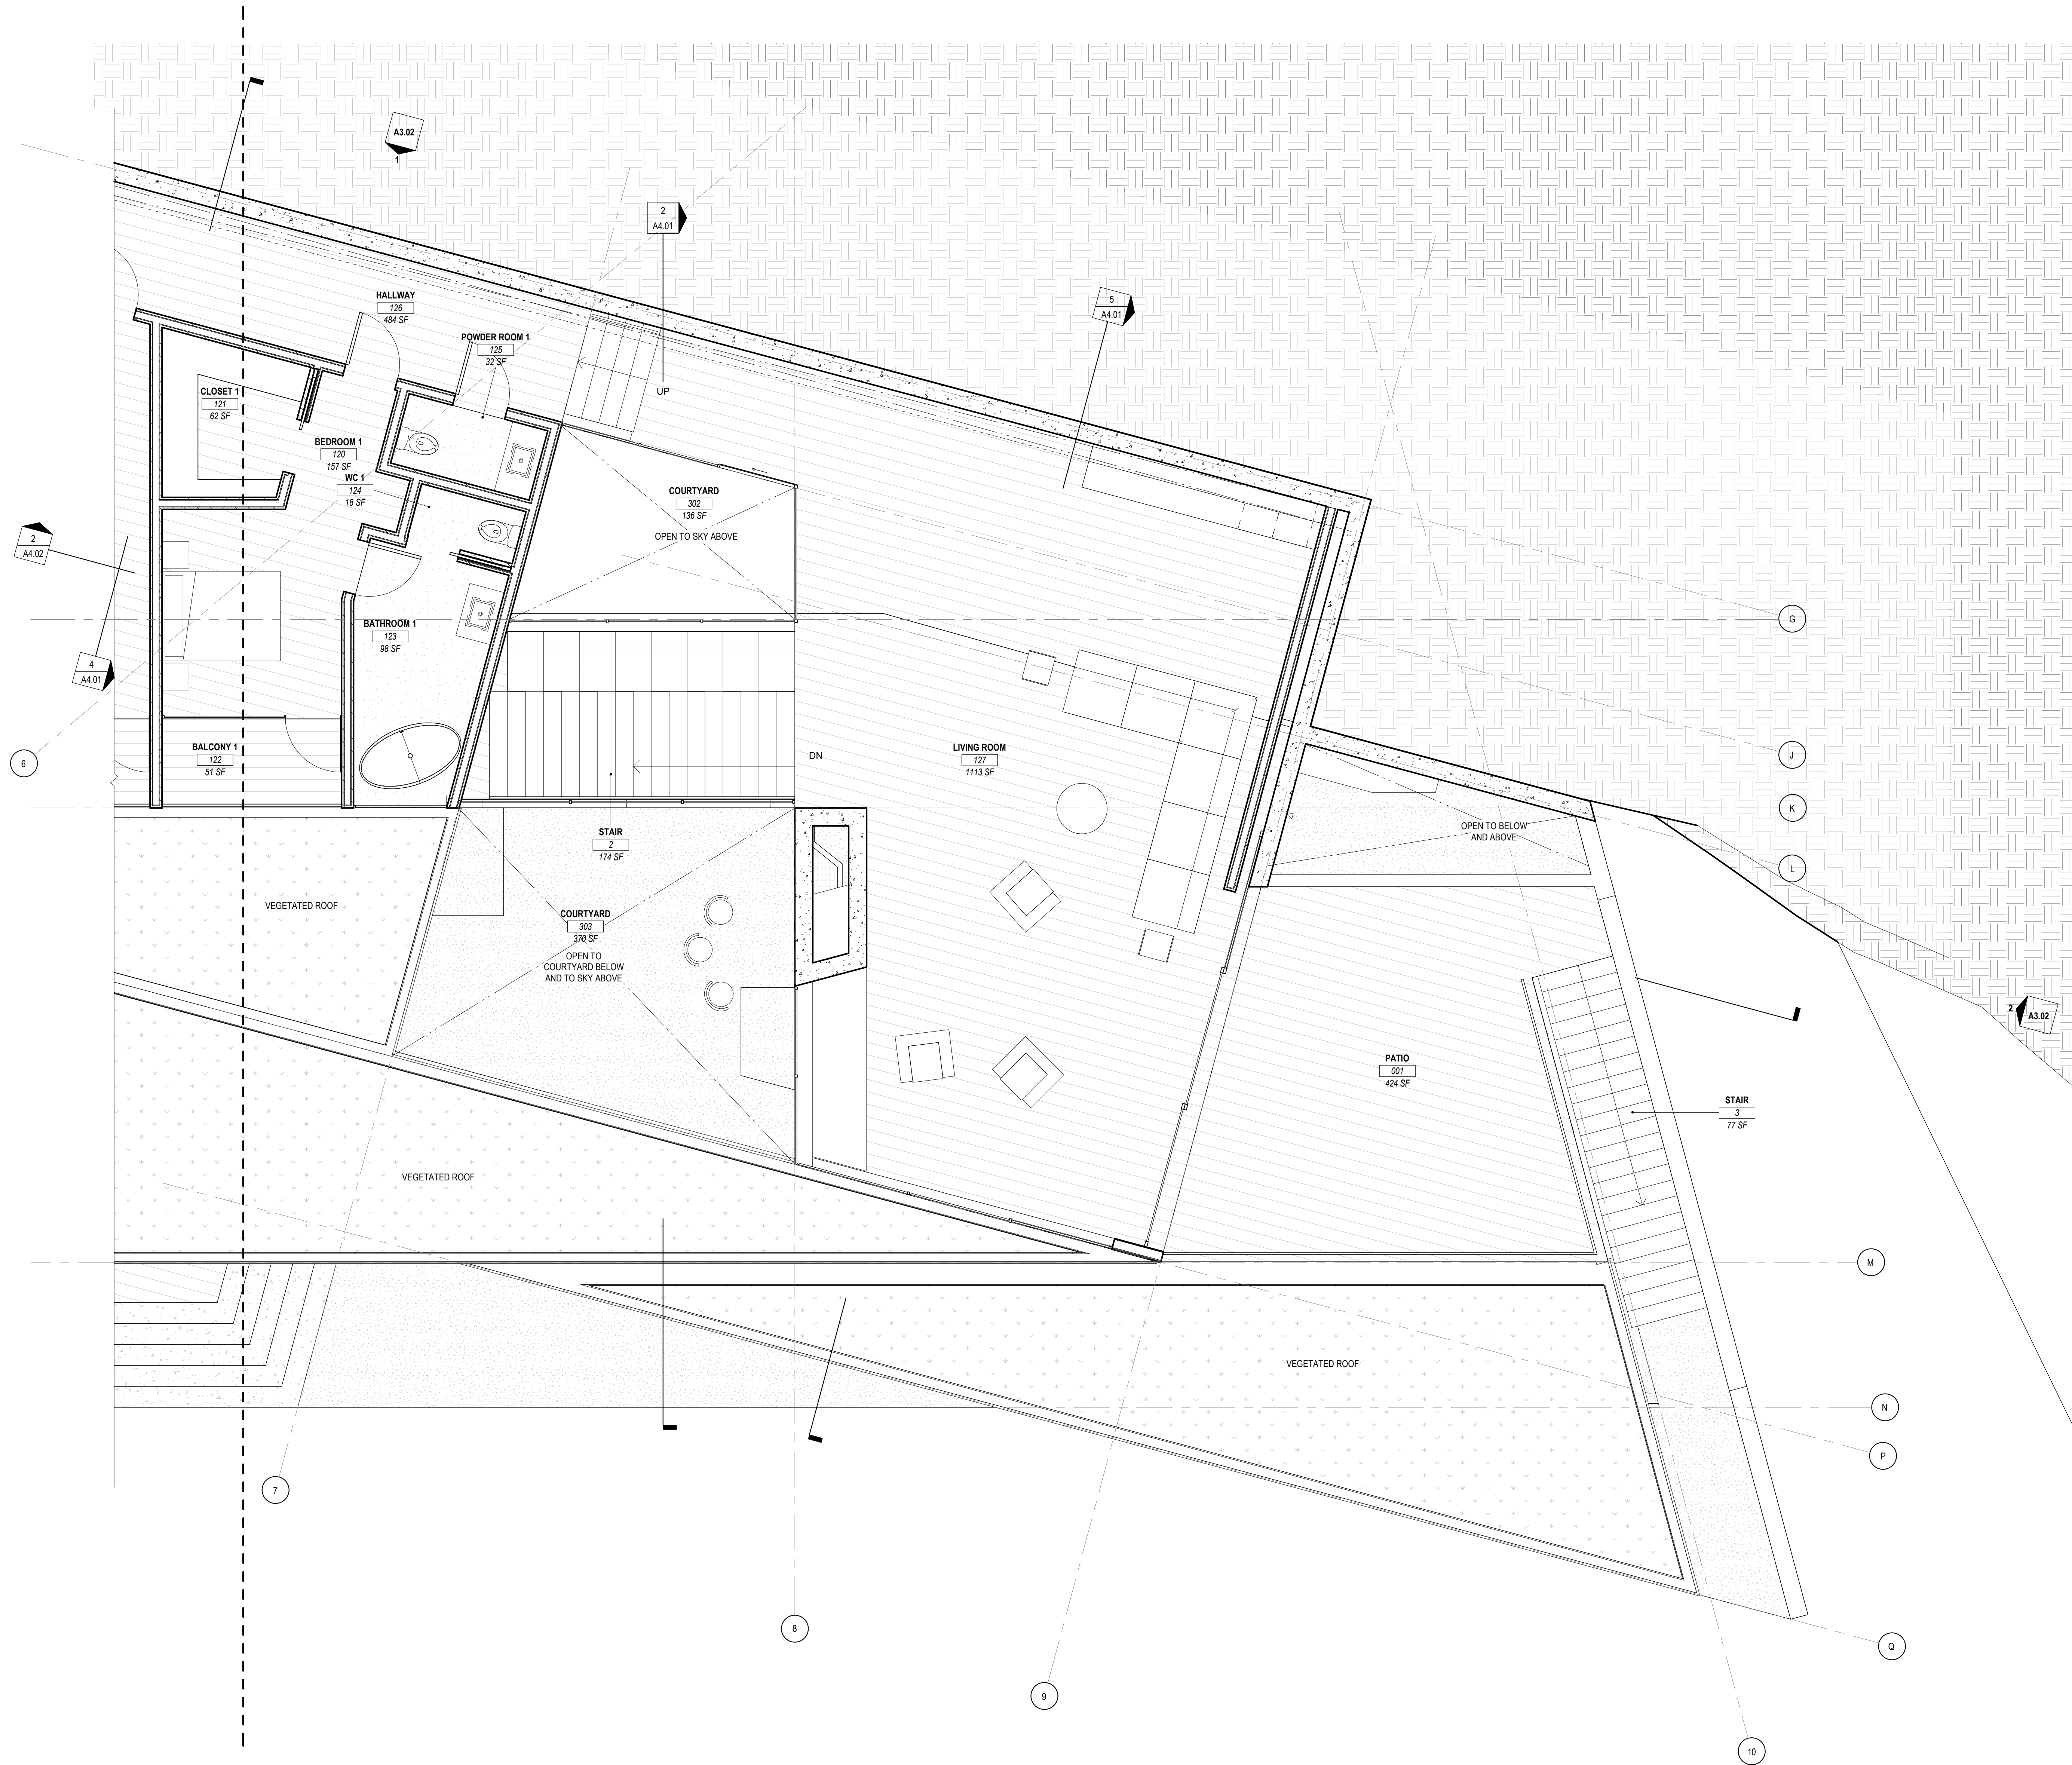 A3.02
1
2
A4.01
5
A4.01
HALLWAY
126
484 SF
POWDER ROOM 1
125
32 SF
UP
CLOSET 1
121
62 SF
BEDROOM 1
120
157 SF
WC 1
124
18 SF
COURTYARD
302
136 SF
OPEN TO SKY ABOVE
2
A4.02
G
BATHROOM 1
123
98 SF
4
A4.01
6
BALCONY 1
122
51 SF
DN
LIVING ROOM
127
1113 SF
J
K
STAIR
2
174 SF
OPEN TO BELOW
AND ABOVE
L
VEGETATED ROOF
COURTYARD
303
370 SF
OPEN TO
COURTYARD BELOW
AND TO SKY ABOVE
2
A3.02
PATIO
001
424 SF
STAIR
3
77 SF
VEGETATED ROOF
M
VEGETATED ROOF
N
P
7
8
Q
9
10